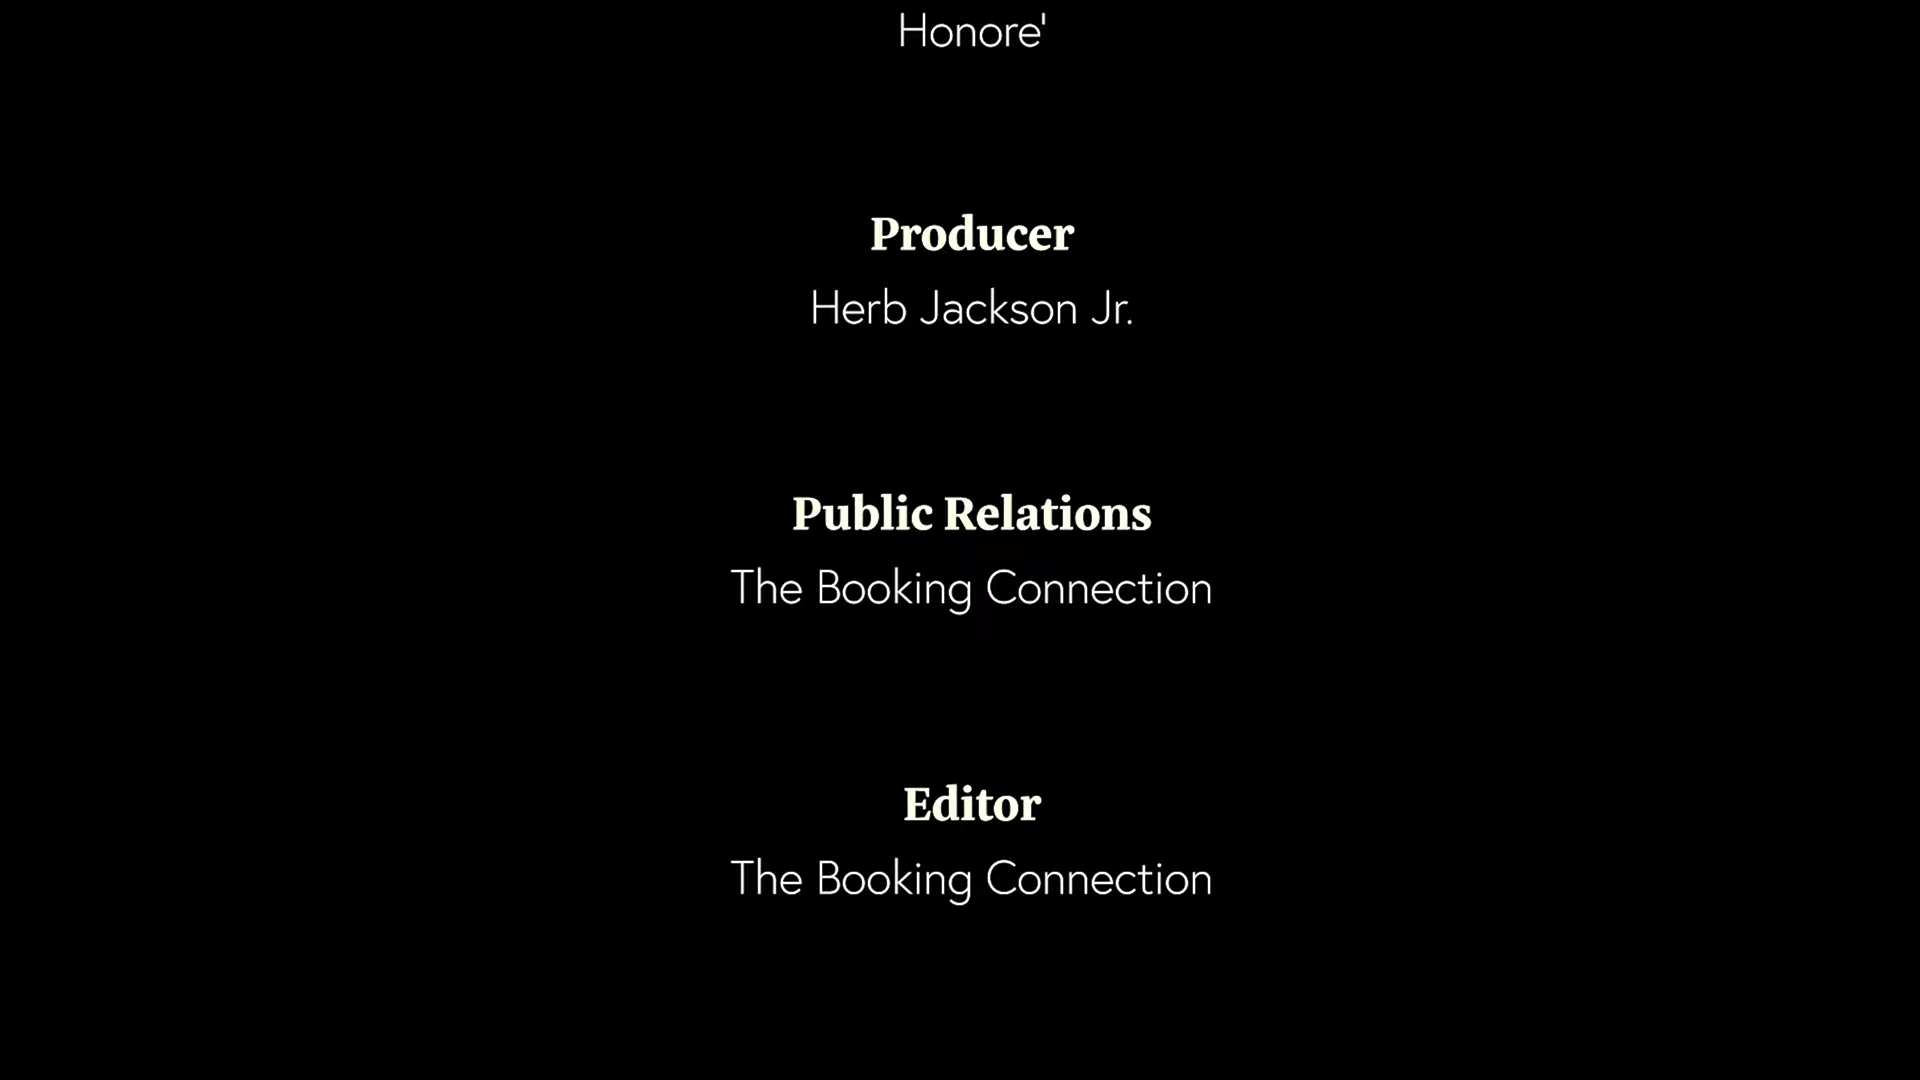 Honore'
Producer
Herb Jackson Jr.
Public Relations
The Booking Connection
Editor
The Booking Connection